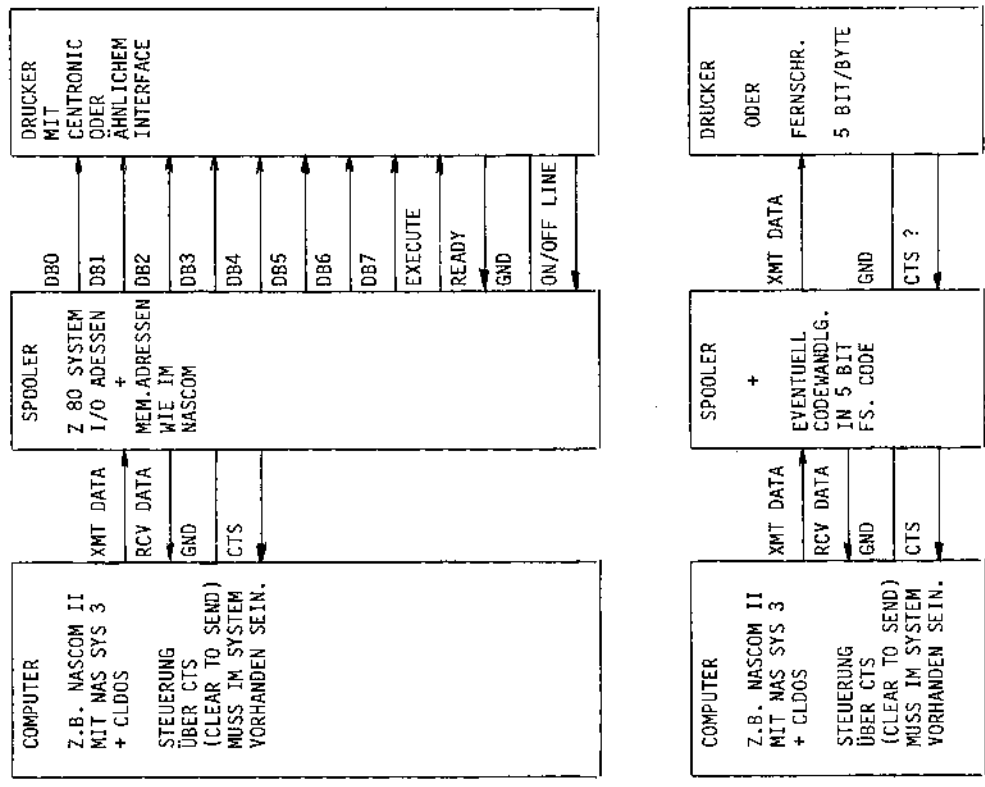 COMPUTER
Z.B. NASCOM II
MIT NAS SYS 3
+ CLDOS
STEUERUNG
ÜBER CTS
(CLEAR TO SEND)
MUSS IM SYSTEM
VORHANDEN SEIN.
XMT DATA
RCV DATA
GND
CTS
SPOOLER
Z 80 SYSTEM
I/O ADESSEN
+
MEM.ADRESSEN
WIE IM
NASCOM
DB0
DB1
DB2
DB3
DB4
DB5
DB6
DB7
EXECUTE
READY
GND
ON/OFF LINE
DRUCKER
MIT
CENTRONIC
ODER
ÄHNLICHEM
INTERFACE
COMPUTER
Z.B. NASCOM II
MIT NAS SYS 3
+ CLDOS
STEUERUNG
ÜBER CTS
(CLEAR TO SEND)
MUSS IM SYSTEM
VORHANDEN SEIN.
XMT DATA
RCV DATA
GND
CTS
SPOOLER
+
EVENTUELL
CODEWANDLG.
IN 5 BIT
FS. CODE
XMT DATA
GND
CTS ?
DRUCKER
ODER
FERNSCHR.
5 BIT/BYTE